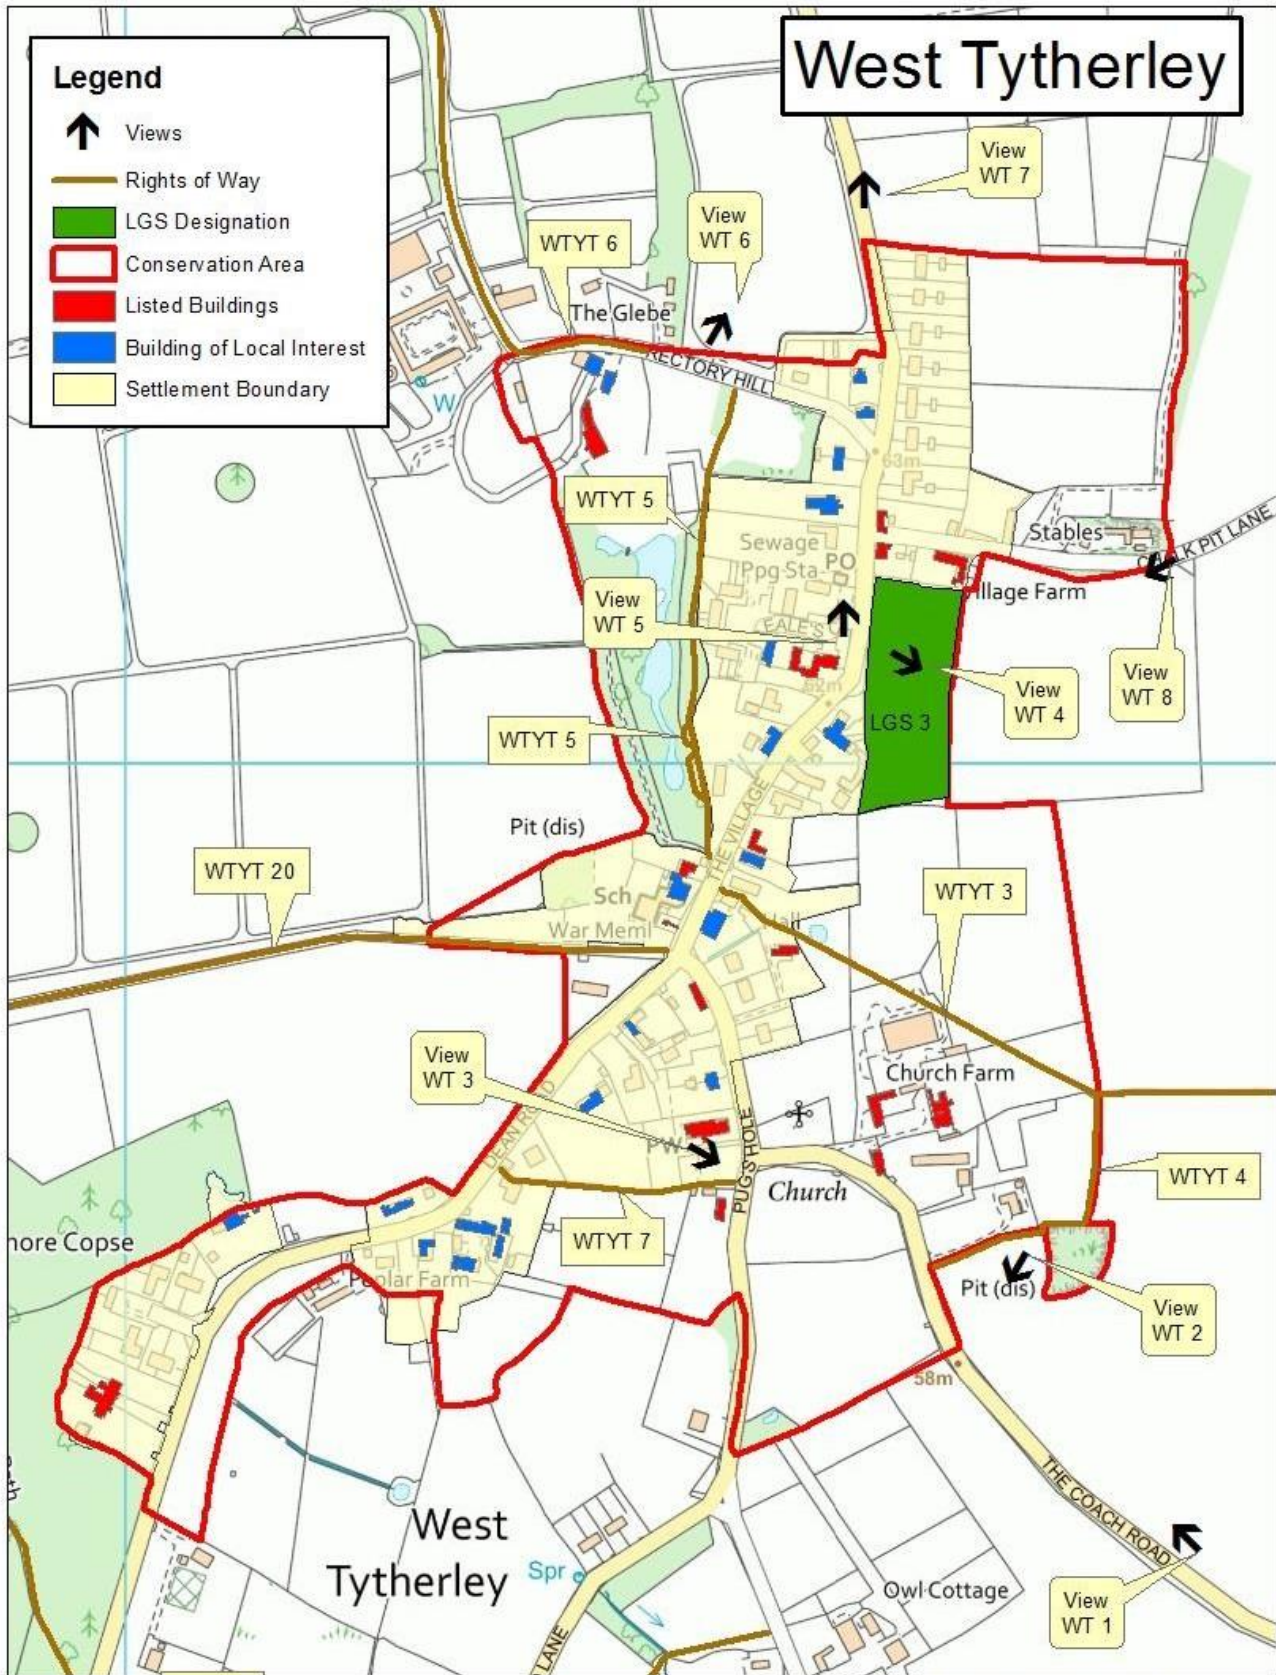 West Tytherley
Legend
Views
Rights of Way
LGS Designation
Conservation Area
Listed Buildings
Building of Local Interest
Settlement Boundary
View
WT 7
View
WT 6
WTYT 6
The Glebe
RECTORY HILL
W
63m
WTYT 5
Stables
CHALK PIT LANE
Sewage
Ppg Sta
PO
illage Farm
View
WT 5
EALE'S
View
WT 8
View
WT 4
62m
LGS 3
WTYT 5
THE VILLAGE
Pit (dis)
WTYT 20
WTYT 3
Sch
War Meml
Hall
View
WT 3
Church Farm
DEAN ROAD
PW
PUGS HOLE
Church
WTYT 4
more Copse
WTYT 7
Poplar Farm
Pit (dis)
View
WT 2
58m
Path
THE COACH ROAD
West
Tytherley
Spr
Owl Cottage
View
WT 1
LANE